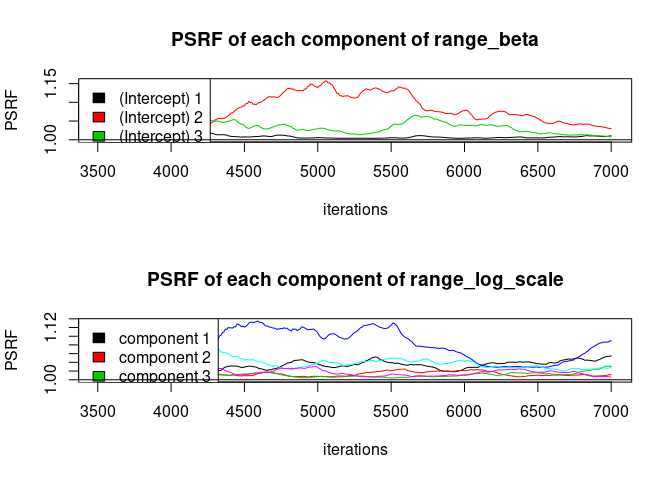 PSRF of each component of range_beta
PSRF
1.15
1.00
(Intercept) 1
(Intercept) 2
(Intercept) 3
3500 4000 4500 5000 5500 6000 6500 7000
iterations
PSRF of each component of range_log_scale
PSRF
1.12
1.00
component 1
component 2
component 3
3500 4000 4500 5000 5500 6000 6500 7000
iterations